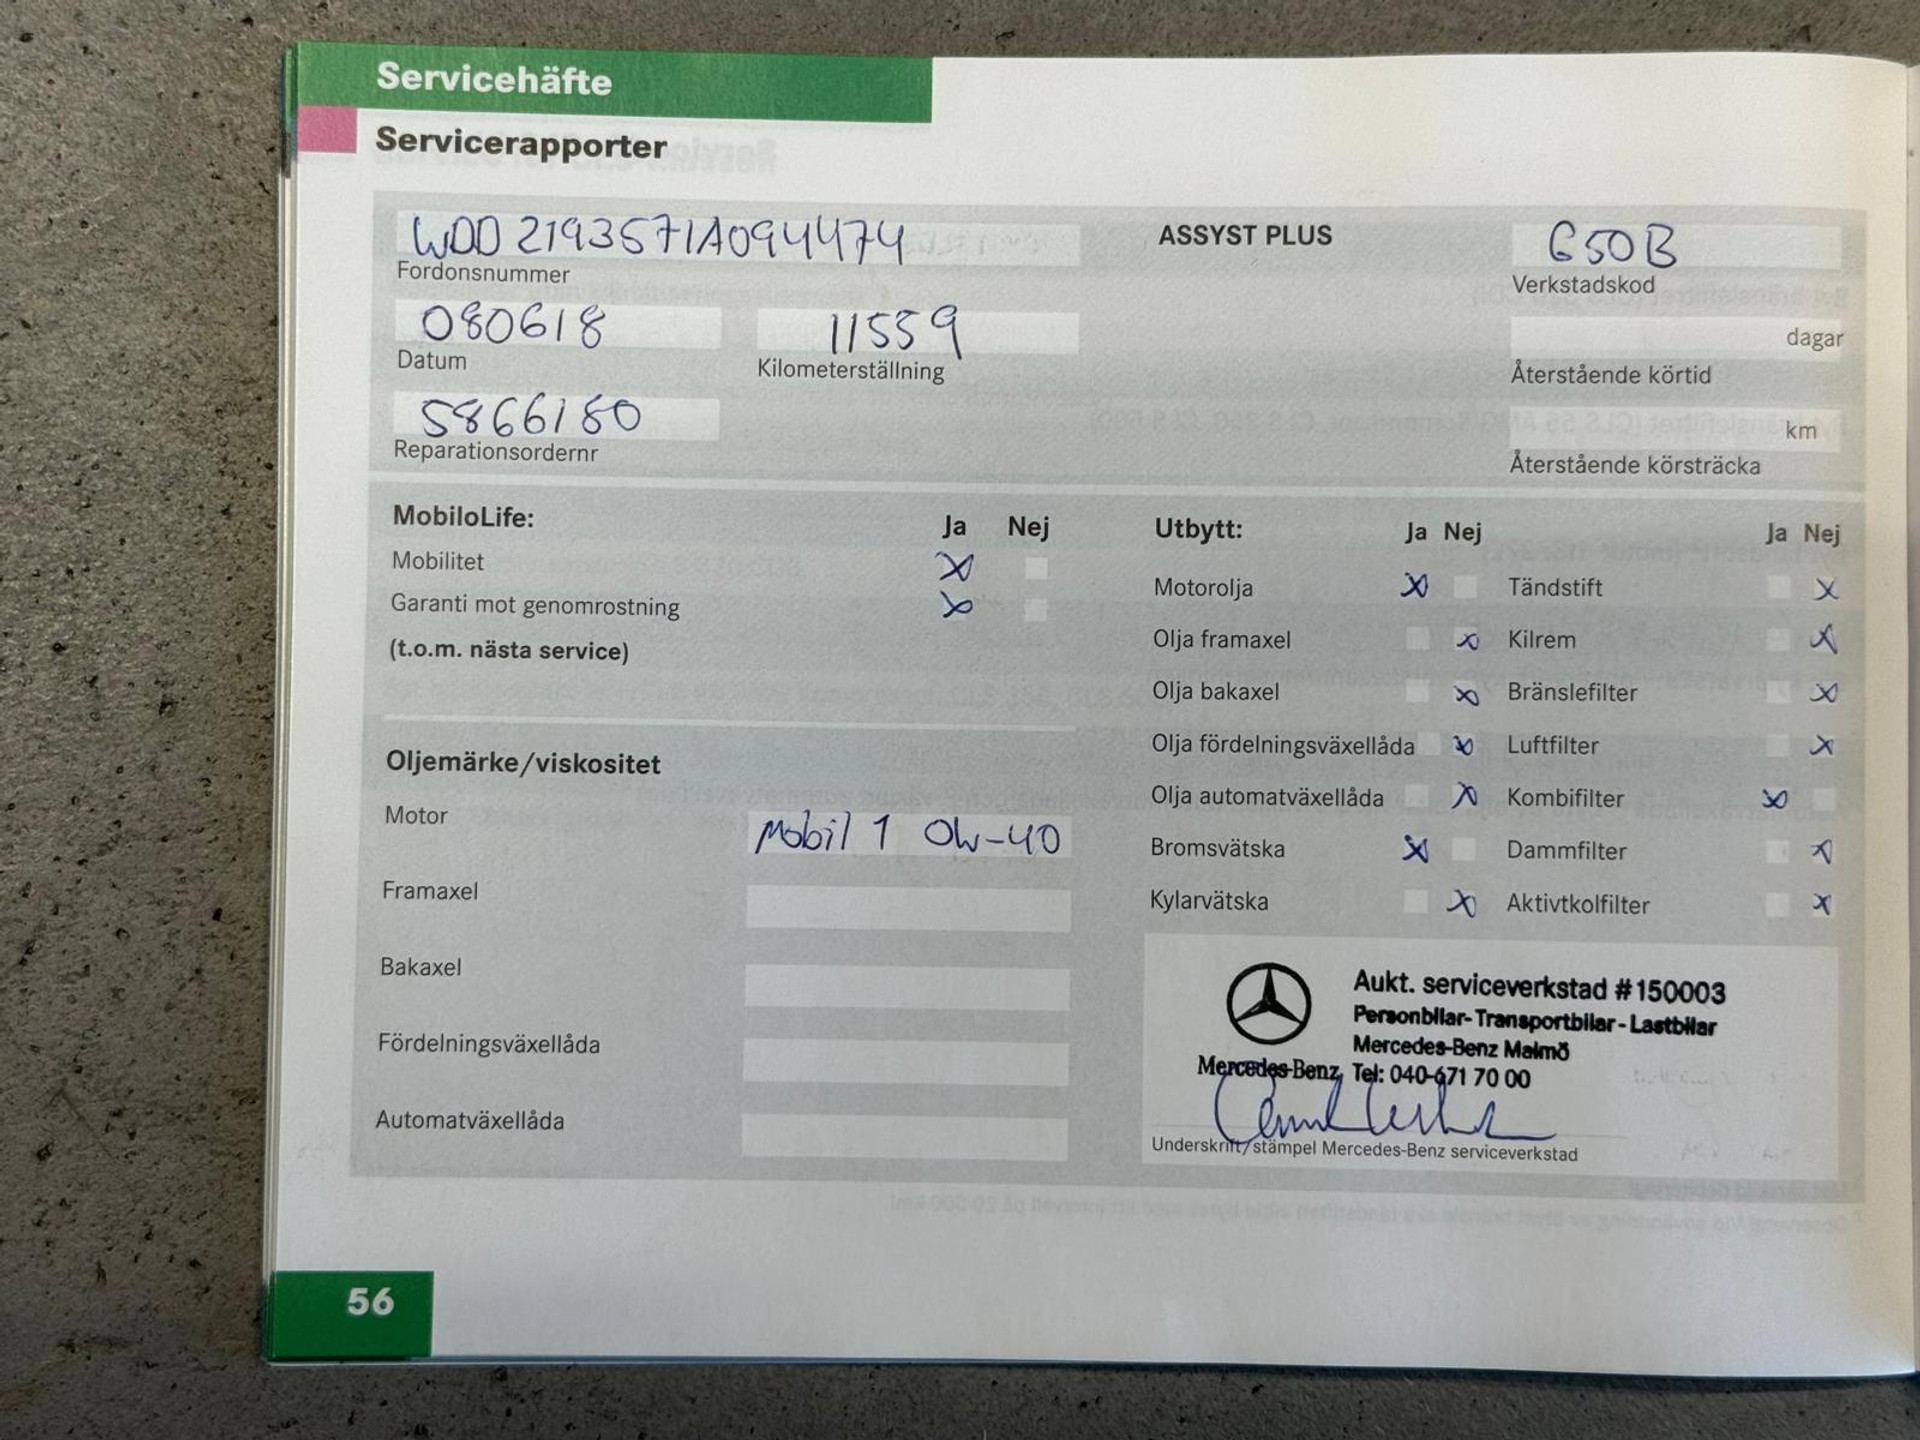 Servicehäfte
Servicerapporter
WDD 2193571A094474
Fordonsnummer
080618
Datum
11559
Kilometerställning
5866180
Reparationsordernr
ASSYST PLUS
650B
Verkstadskod
dagar
Återstående körtid
km
Återstående körsträcka
MobiloLife: Ja Nej
Mobilitet X
Garanti mot genomrostning X
(t.o.m. nästa service)
Oljemärke/viskositet
Motor Mobil 1 0W-40
Framaxel
Bakaxel
Fördelningsväxellåda
Automatväxellåda
Utbytt: Ja Nej Ja Nej
Motorolja X Tändstift X
Olja framaxel X Kilrem X
Olja bakaxel X Bränslefilter X
Olja fördelningsväxellåda X Luftfilter X
Olja automatväxellåda X Kombifilter X
Bromsvätska X Dammfilter X
Kylarvätska X Aktivtkolfilter X
Aukt. serviceverkstad #150003
Personbilar-Transportbilar-Lastbilar
Mercedes-Benz Malmö
Mercedes-Benz Tel: 040-671 70 00
Underskrift/stämpel Mercedes-Benz serviceverkstad
56